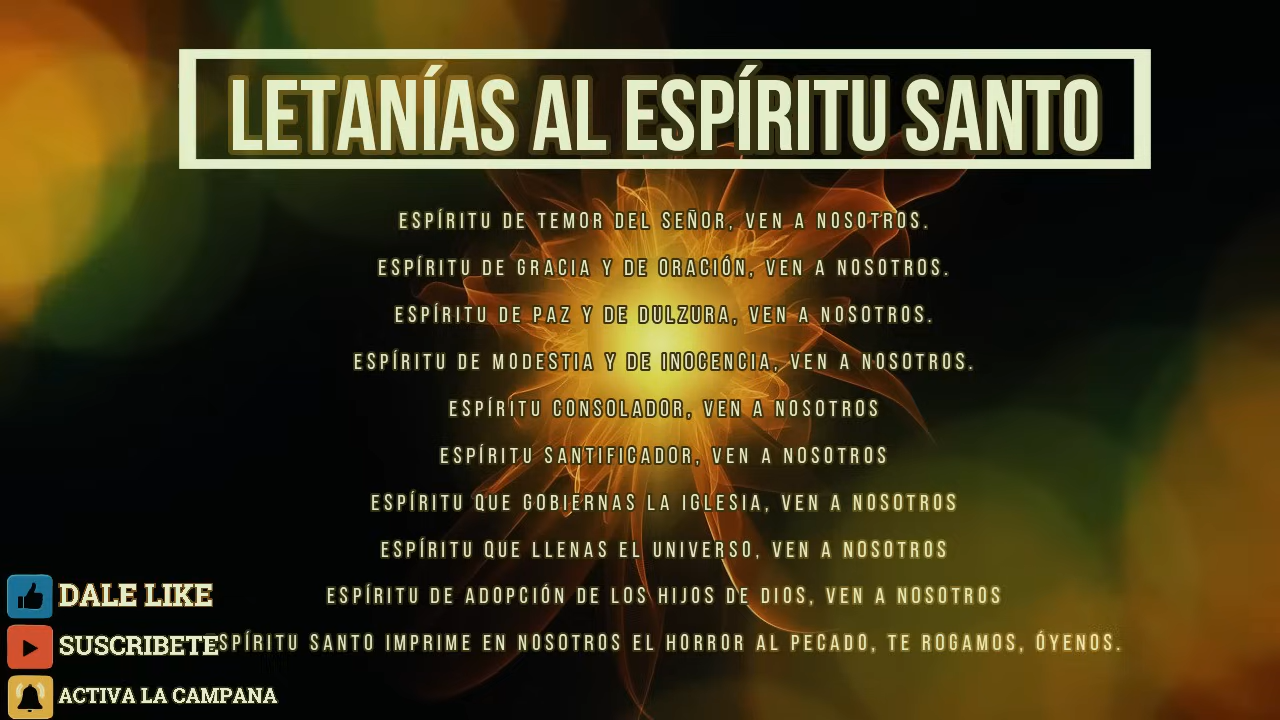 LETANÍAS AL ESPÍRITU SANTO
ESPÍRITU DE TEMOR DEL SEÑOR, VEN A NOSOTROS.
ESPÍRITU DE GRACIA Y DE ORACIÓN, VEN A NOSOTROS.
ESPÍRITU DE PAZ Y DE DULZURA, VEN A NOSOTROS.
ESPÍRITU DE MODESTIA Y DE INOCENCIA, VEN A NOSOTROS.
ESPÍRITU CONSOLADOR, VEN A NOSOTROS
ESPÍRITU SANTIFICADOR, VEN A NOSOTROS
ESPÍRITU QUE GOBIERNAS LA IGLESIA, VEN A NOSOTROS
ESPÍRITU QUE LLENAS EL UNIVERSO, VEN A NOSOTROS
ESPÍRITU DE ADOPCIÓN DE LOS HIJOS DE DIOS, VEN A NOSOTROS
ESPÍRITU SANTO IMPRIME EN NOSOTROS EL HORROR AL PECADO, TE ROGAMOS, ÓYENOS.
DALE LIKE
SUSCRIBETE
ACTIVA LA CAMPANA